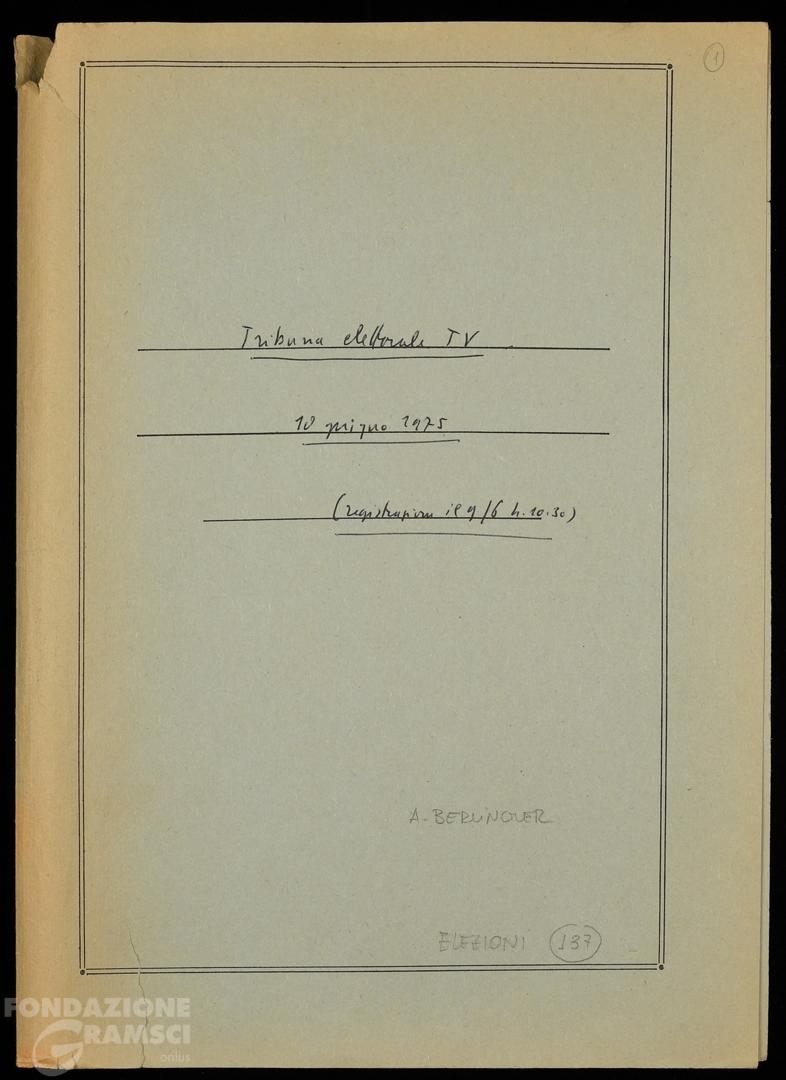 1
Tribuna elettorale TV
10 giugno 1975
(registrazione il 9/6 h. 10.30)
A. BERLINGUER
ELEZIONI 137
FONDAZIONE
GRAMSCI
onlus